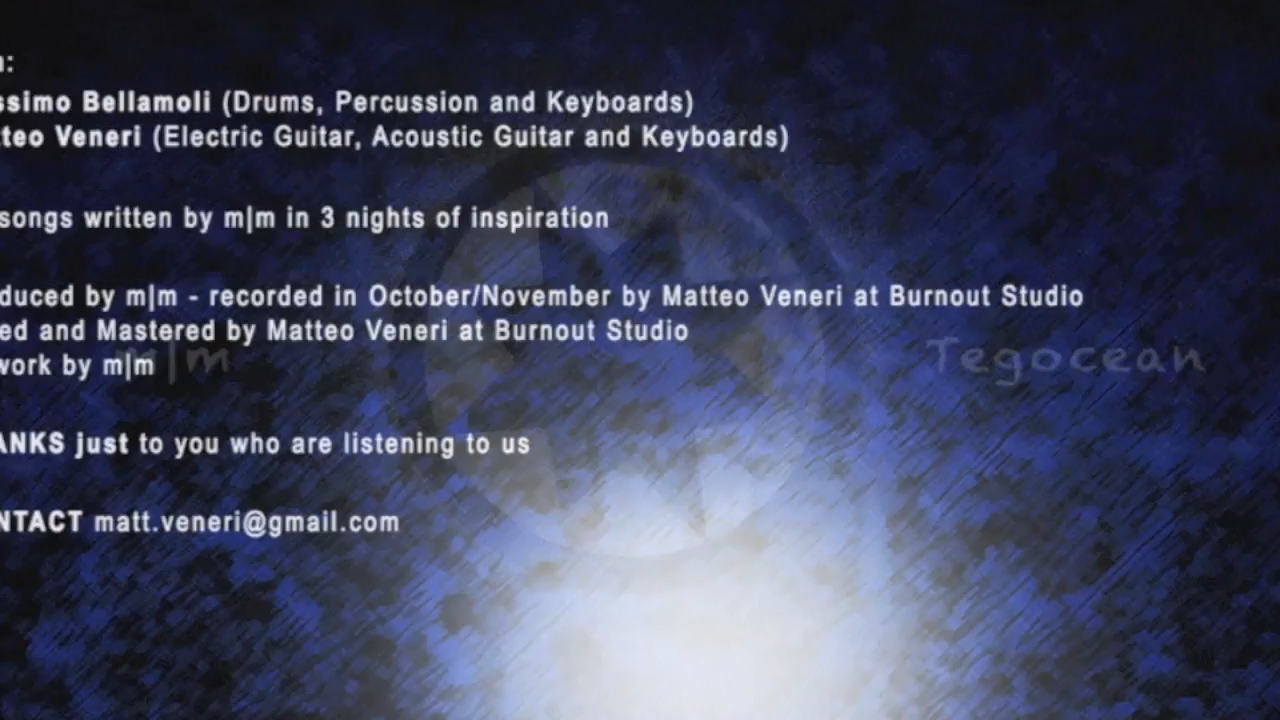 :
ssimo Bellamoli (Drums, Percussion and Keyboards)
tteo Veneri (Electric Guitar, Acoustic Guitar and Keyboards)
songs written by m|m in 3 nights of inspiration
duced by m|m - recorded in October/November by Matteo Veneri at Burnout Studio
ed and Mastered by Matteo Veneri at Burnout Studio
work by m|m
m|m
Tegocean
ANKS just to you who are listening to us
NTACT matt.veneri@gmail.com